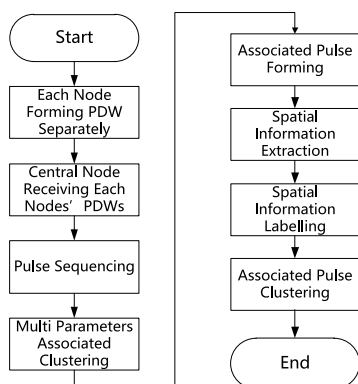 Start
Each Node
Forming PDW
Separately
Central Node
Receiving Each
Nodes' PDWs
Pulse Sequencing
Multi Parameters
Associated
Clustering
Associated Pulse
Forming
Spatial
Information
Extraction
Spatial
Information
Labelling
Associated Pulse
Clustering
End